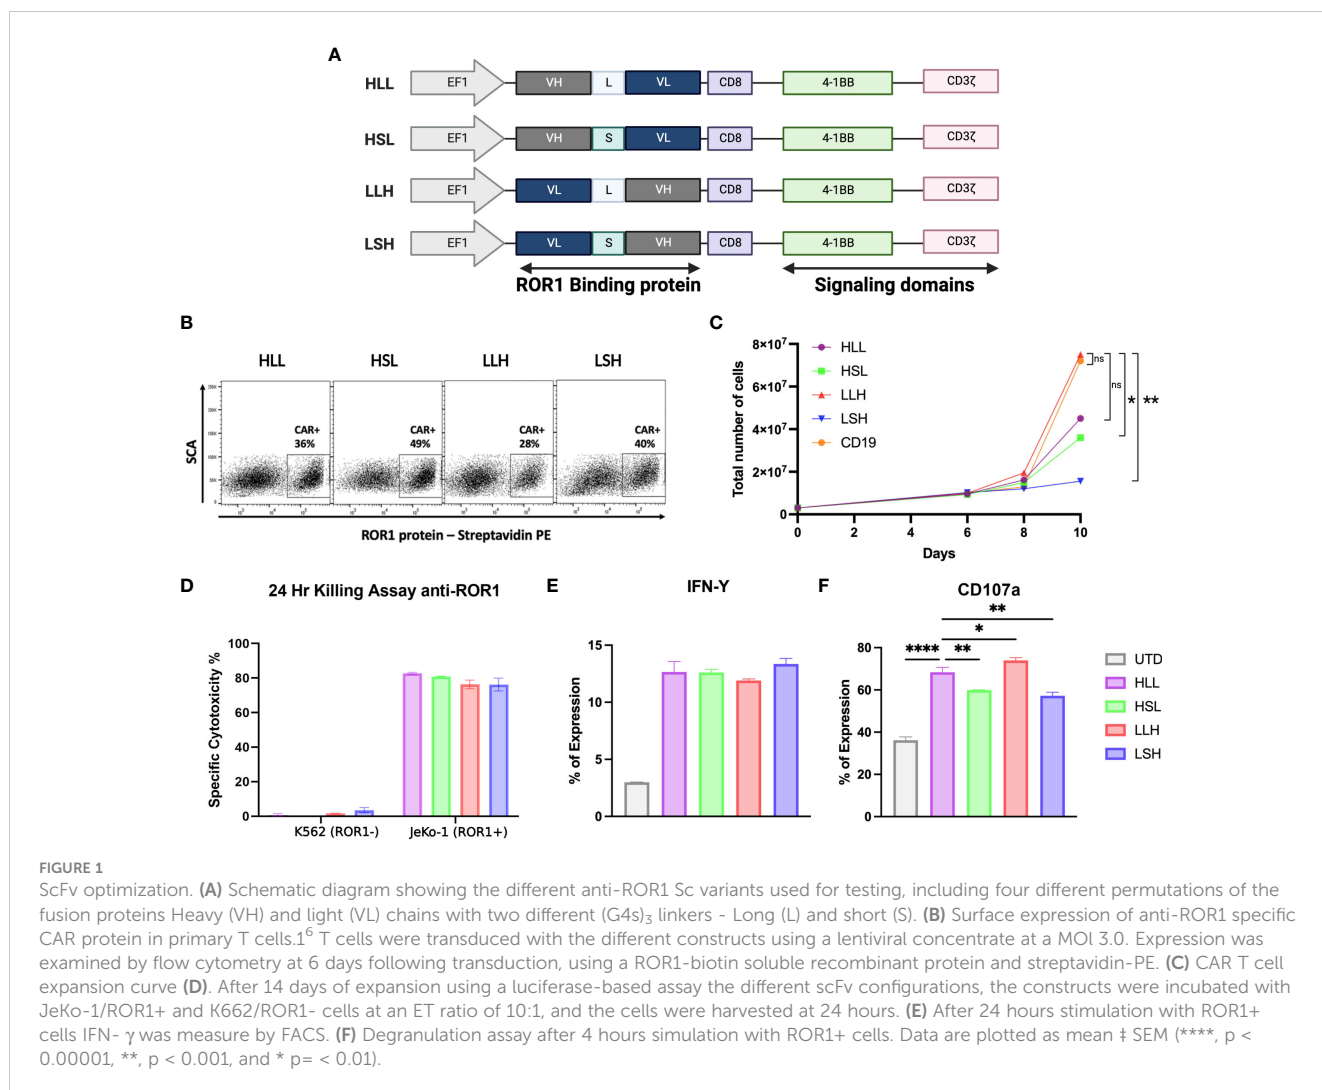 A
HLL EF1 VH L VL CD8 4-1BB CD3ζ
HSL EF1 VH S VL CD8 4-1BB CD3ζ
LLH EF1 VL L VH CD8 4-1BB CD3ζ
LSH EF1 VL S VH CD8 4-1BB CD3ζ
ROR1 Binding protein Signaling domains
B
HLL HSL LLH LSH
CAR+ 36% CAR+ 49% CAR+ 28% CAR+ 40%
SCA
ROR1 protein – Streptavidin PE
C
8×10⁷
6×10⁷
4×10⁷
2×10⁷
0
Total number of cells
HLL
HSL
LLH
LSH
CD19
ns ns * **
0 2 4 6 8 10
Days
D 24 Hr Killing Assay anti-ROR1
100
80
60
40
20
0
Specific Cytotoxicity %
K562 (ROR1-) JeKo-1 (ROR1+)
E IFN-Y
15
10
5
0
% of Expression
F CD107a
**
*
**** **
80
60
40
20
0
% of Expression
UTD
HLL
HSL
LLH
LSH
FIGURE 1
ScFv optimization. (A) Schematic diagram showing the different anti-ROR1 Sc variants used for testing, including four different permutations of the
fusion proteins Heavy (VH) and light (VL) chains with two different (G4s)₃ linkers - Long (L) and short (S). (B) Surface expression of anti-ROR1 specific
CAR protein in primary T cells.1⁶ T cells were transduced with the different constructs using a lentiviral concentrate at a MOI 3.0. Expression was
examined by flow cytometry at 6 days following transduction, using a ROR1-biotin soluble recombinant protein and streptavidin-PE. (C) CAR T cell
expansion curve (D). After 14 days of expansion using a luciferase-based assay the different scFv configurations, the constructs were incubated with
JeKo-1/ROR1+ and K662/ROR1- cells at an ET ratio of 10:1, and the cells were harvested at 24 hours. (E) After 24 hours stimulation with ROR1+
cells IFN- γ was measure by FACS. (F) Degranulation assay after 4 hours simulation with ROR1+ cells. Data are plotted as mean ‡ SEM (****, p <
0.00001, **, p < 0.001, and * p= < 0.01).